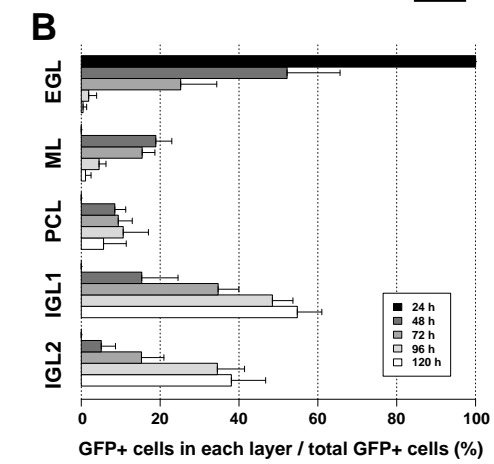 B
EGL
ML
PCL
IGL1
IGL2
24 h
48 h
72 h
96 h
120 h
0 20 40 60 80 100
GFP+ cells in each layer / total GFP+ cells (%)